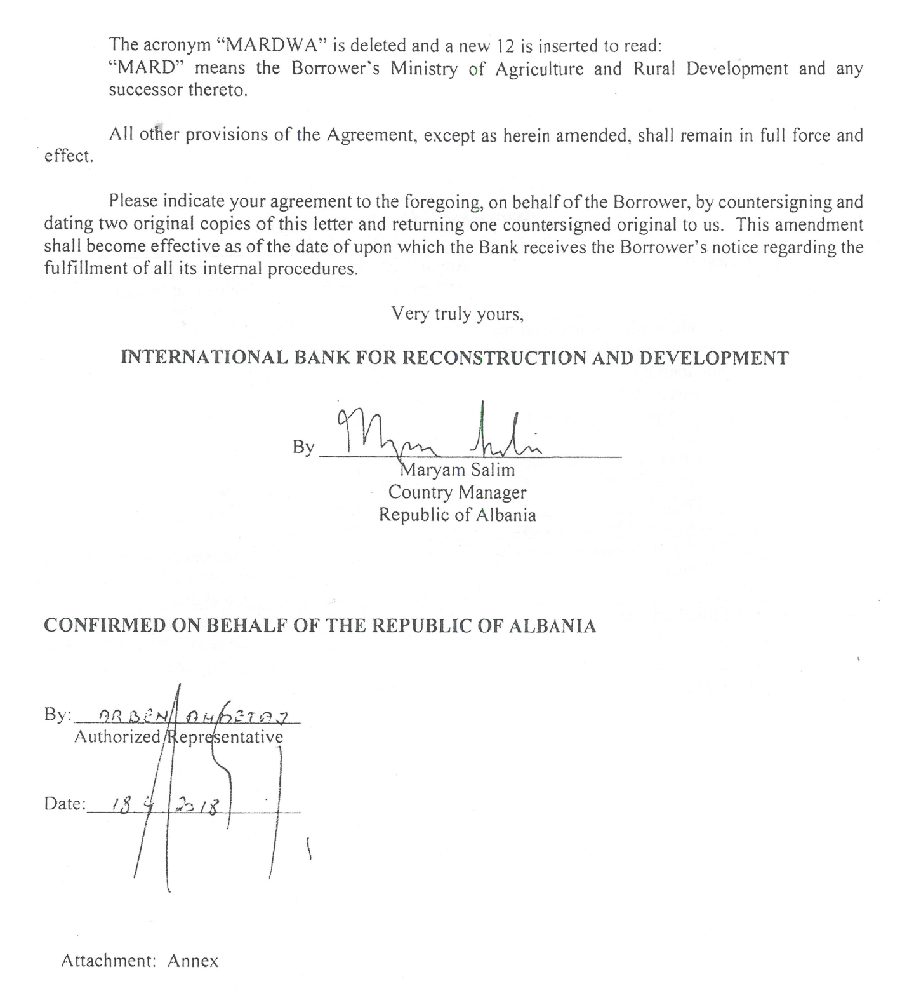 The acronym “MARDWA” is deleted and a new 12 is inserted to read:
“MARD” means the Borrower’s Ministry of Agriculture and Rural Development and any
successor thereto.
All other provisions of the Agreement, except as herein amended, shall remain in full force and
effect.
Please indicate your agreement to the foregoing, on behalf of the Borrower, by countersigning and
dating two original copies of this letter and returning one countersigned original to us. This amendment
shall become effective as of the date of upon which the Bank receives the Borrower’s notice regarding the
fulfillment of all its internal procedures.
Very truly yours,
INTERNATIONAL BANK FOR RECONSTRUCTION AND DEVELOPMENT
By Maryam Salim
Maryam Salim
Country Manager
Republic of Albania
CONFIRMED ON BEHALF OF THE REPUBLIC OF ALBANIA
By: ARBEN AHMETAJ
Authorized Representative
Date: 18 4 2018
Attachment: Annex